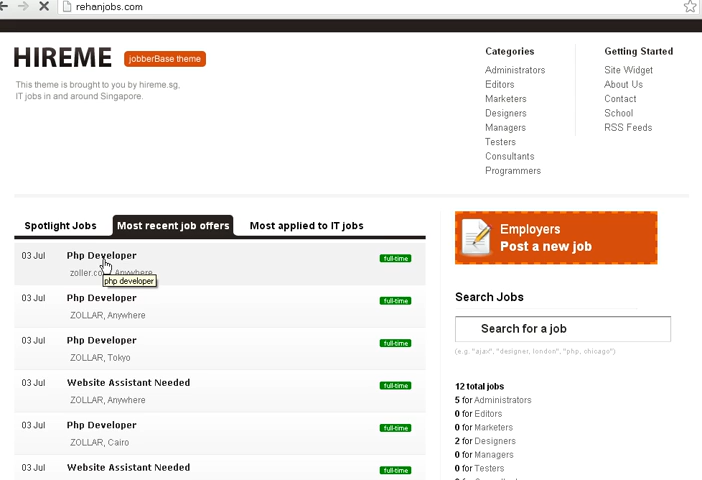 rehanjobs.com
HIREME
jobberBase theme
This theme is brought to you by hireme.sg,
IT jobs in and around Singapore.
Categories
Administrators
Editors
Marketers
Designers
Managers
Testers
Consultants
Programmers
Getting Started
Site Widget
About Us
Contact
School
RSS Feeds
Spotlight Jobs
Most recent job offers
Most applied to IT jobs
03 Jul Php Developer full-time
zoller.co, Anywhere
php developer
03 Jul Php Developer full-time
ZOLLAR, Anywhere
03 Jul Php Developer full-time
ZOLLAR, Tokyo
03 Jul Website Assistant Needed full-time
ZOLLAR, Anywhere
03 Jul Php Developer full-time
ZOLLAR, Cairo
03 Jul Website Assistant Needed full-time
Employers
Post a new job
Search Jobs
Search for a job
(e.g. "ajax", "designer, london", "php, chicago")
12 total jobs
5 for Administrators
0 for Editors
0 for Marketers
2 for Designers
0 for Managers
0 for Testers